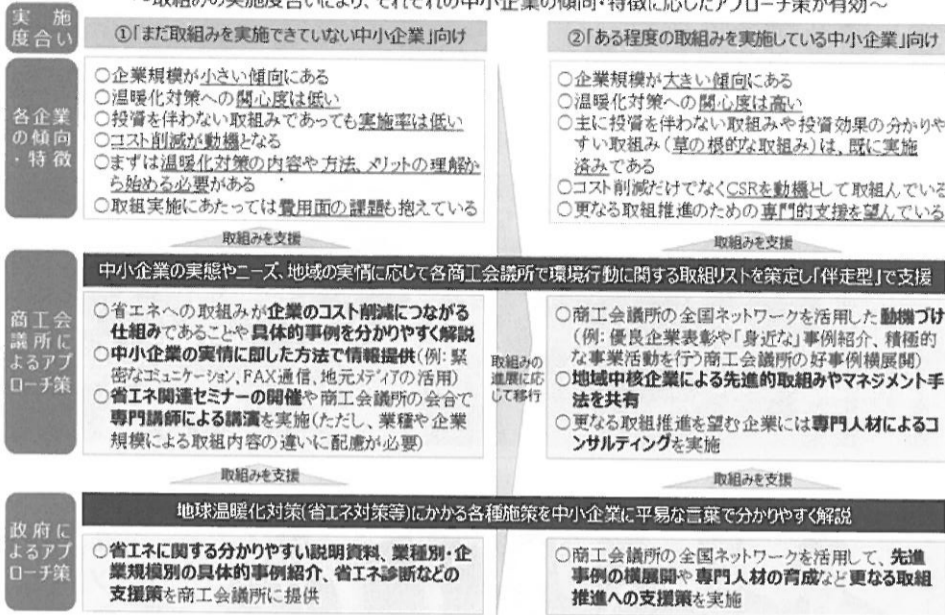 ～取組みの実施度合いにより、それぞれの中小企業の傾向・特徴に応じたアプローチ策が有効～
実施
度合い
①「まだ取組みを実施できていない中小企業」向け
②「ある程度の取組みを実施している中小企業」向け
各企業
の傾向
・特徴
○企業規模が小さい傾向にある
○温暖化対策への関心度は低い
○投資を伴わない取組みであっても実施率は低い
○コスト削減が動機となる
○まずは温暖化対策の内容や方法、メリットの理解か
ら始める必要がある
○取組実施にあたっては費用面の課題も抱えている
○企業規模が大きい傾向にある
○温暖化対策への関心度は高い
○主に投資を伴わない取組みや投資効果の分かりや
すい取組み(草の根的な取組み)は、既に実施
済みである
○コスト削減だけでなくCSRを動機として取組んでいる
○更なる取組推進のための専門的支援を望んでいる
取組みを支援
取組みを支援
中小企業の実態やニーズ、地域の実情に応じて各商工会議所で環境行動に関する取組リストを策定し「伴走型」で支援
商工会
議所に
よるアプ
ローチ策
○省エネへの取組みが企業のコスト削減につながる
仕組みであることや具体的事例を分かりやすく解説
○中小企業の実情に即した方法で情報提供(例:緊
密なコミュニケーション、FAX通信、地元メディアの活用)
○省エネ関連セミナーの開催や商工会議所の会合で
専門講師による講演を実施(ただし、業種や企業
規模による取組内容の違いに配慮が必要)
取組みの
進展に応
じて移行
○商工会議所の全国ネットワークを活用した動機づけ
(例:優良企業表彰や「身近な」事例紹介、積極的
な事業活動を行う商工会議所の好事例横展開)
○地域中核企業による先進的取組みやマネジメント手
法を共有
○更なる取組推進を望む企業には専門人材によるコ
ンサルティングを実施
取組みを支援
取組みを支援
地球温暖化対策(省エネ対策等)にかかる各種施策を中小企業に平易な言葉で分かりやすく解説
政府に
よるアプ
ローチ策
○省エネに関する分かりやすい説明資料、業種別・企
業規模別の具体的事例紹介、省エネ診断などの
支援策を商工会議所に提供
○商工会議所の全国ネットワークを活用して、先進
事例の横展開や専門人材の育成など更なる取組
推進への支援策を実施